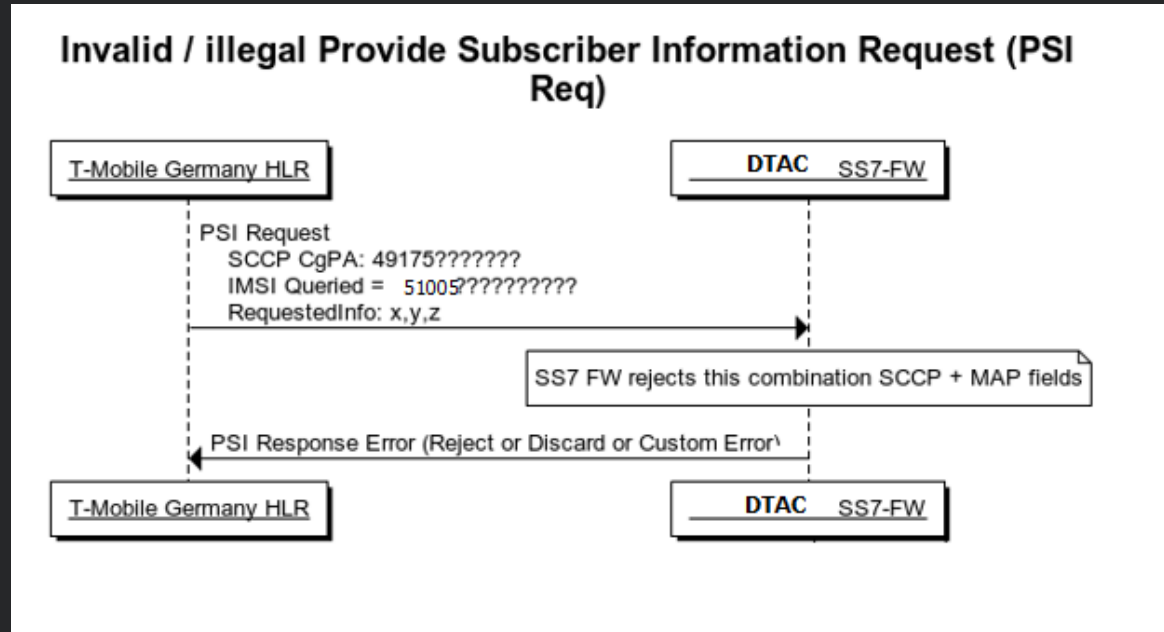 Invalid / illegal Provide Subscriber Information Request (PSI
Req)
T-Mobile Germany HLR
DTAC SS7-FW
PSI Request
SCCP CgPA: 49175???????
IMSI Queried = 51005??????????
RequestedInfo: x,y,z
SS7 FW rejects this combination SCCP + MAP fields
PSI Response Error (Reject or Discard or Custom Error)
T-Mobile Germany HLR
DTAC SS7-FW